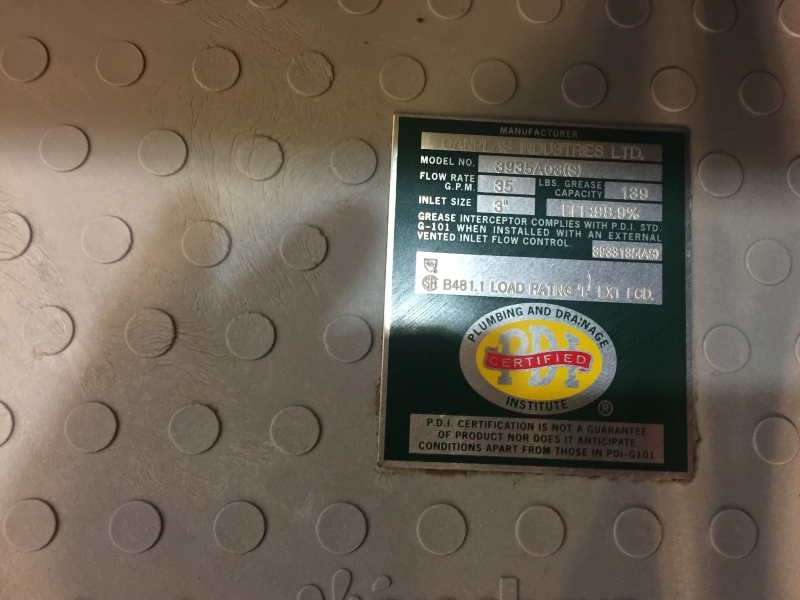 MANUFACTURER
CANPLAS INDUSTRIES LTD.
MODEL NO. 3935A03(S)
FLOW RATE G.P.M. 35 LBS. GREASE CAPACITY 139
INLET SIZE 3"
GREASE INTERCEPTOR COMPLIES WITH P.D.I. STD.
G-101 WHEN INSTALLED WITH AN EXTERNAL
VENTED INLET FLOW CONTROL.
B481.1 LOAD RATING
PLUMBING AND DRAINAGE
PDI
CERTIFIED
INSTITUTE
®
P.D.I. CERTIFICATION IS NOT A GUARANTEE
OF PRODUCT NOR DOES IT ANTICIPATE
CONDITIONS APART FROM THOSE IN PDI-G101